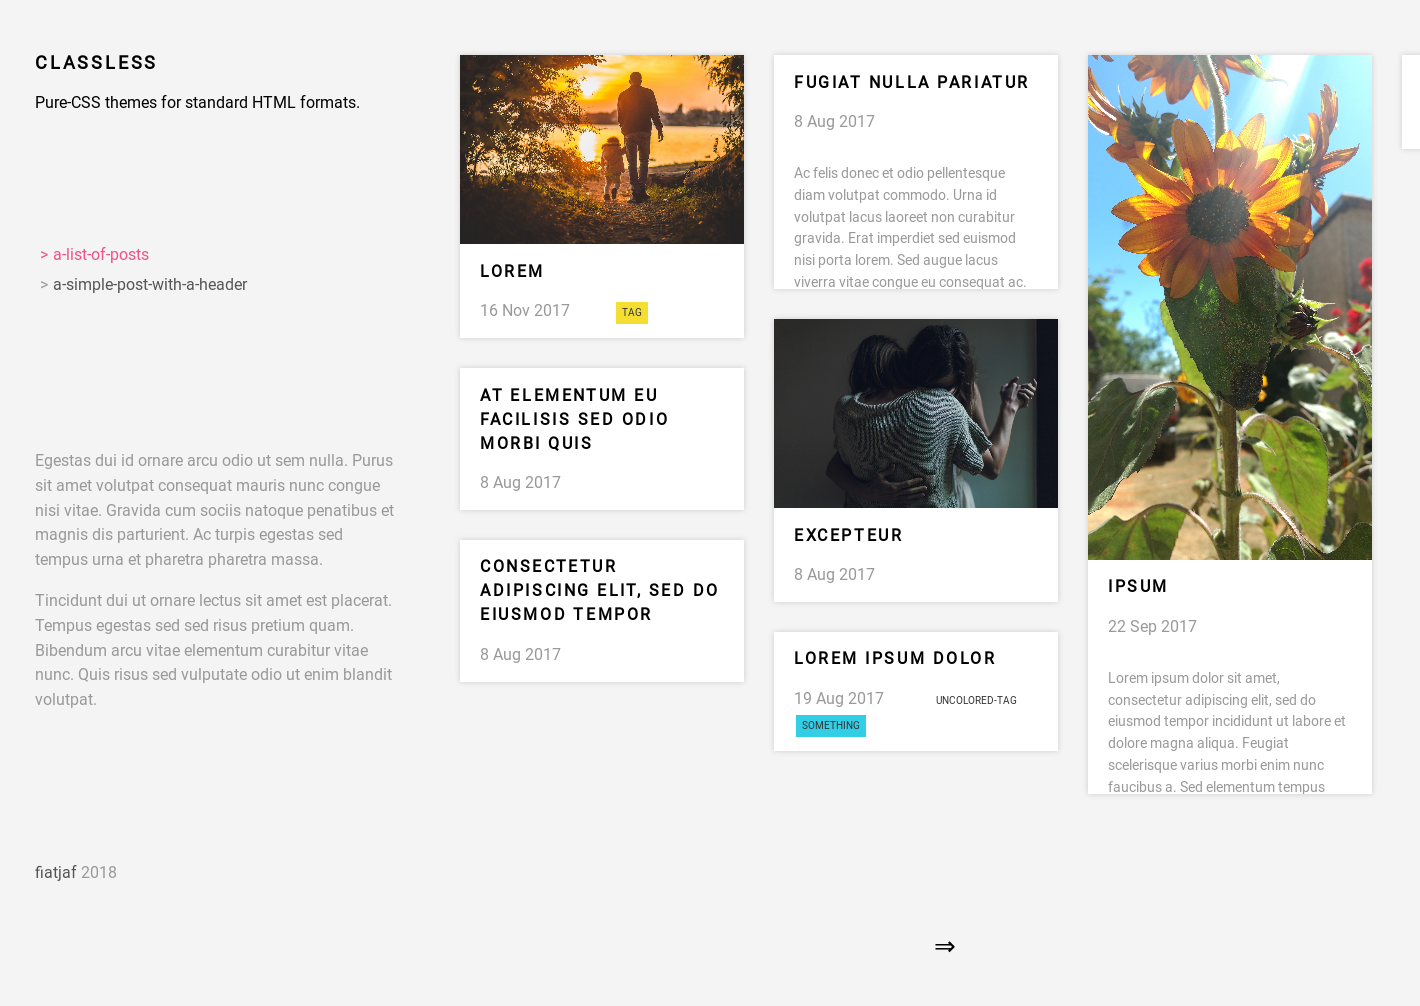 CLASSLESS
Pure-CSS themes for standard HTML formats.
> a-list-of-posts
> a-simple-post-with-a-header
Egestas dui id ornare arcu odio ut sem nulla. Purus
sit amet volutpat consequat mauris nunc congue
nisi vitae. Gravida cum sociis natoque penatibus et
magnis dis parturient. Ac turpis egestas sed
tempus urna et pharetra pharetra massa.
Tincidunt dui ut ornare lectus sit amet est placerat.
Tempus egestas sed sed risus pretium quam.
Bibendum arcu vitae elementum curabitur vitae
nunc. Quis risus sed vulputate odio ut enim blandit
volutpat.
fiatjaf 2018
LOREM
16 Nov 2017 TAG
AT ELEMENTUM EU
FACILISIS SED ODIO
MORBI QUIS
8 Aug 2017
CONSECTETUR
ADIPISCING ELIT, SED DO
EIUSMOD TEMPOR
8 Aug 2017
FUGIAT NULLA PARIATUR
8 Aug 2017
Ac felis donec et odio pellentesque
diam volutpat commodo. Urna id
volutpat lacus laoreet non curabitur
gravida. Erat imperdiet sed euismod
nisi porta lorem. Sed augue lacus
viverra vitae congue eu consequat ac.
EXCEPTEUR
8 Aug 2017
LOREM IPSUM DOLOR
19 Aug 2017 UNCOLORED-TAG
SOMETHING
IPSUM
22 Sep 2017
Lorem ipsum dolor sit amet,
consectetur adipiscing elit, sed do
eiusmod tempor incididunt ut labore et
dolore magna aliqua. Feugiat
scelerisque varius morbi enim nunc
faucibus a. Sed elementum tempus
⇒